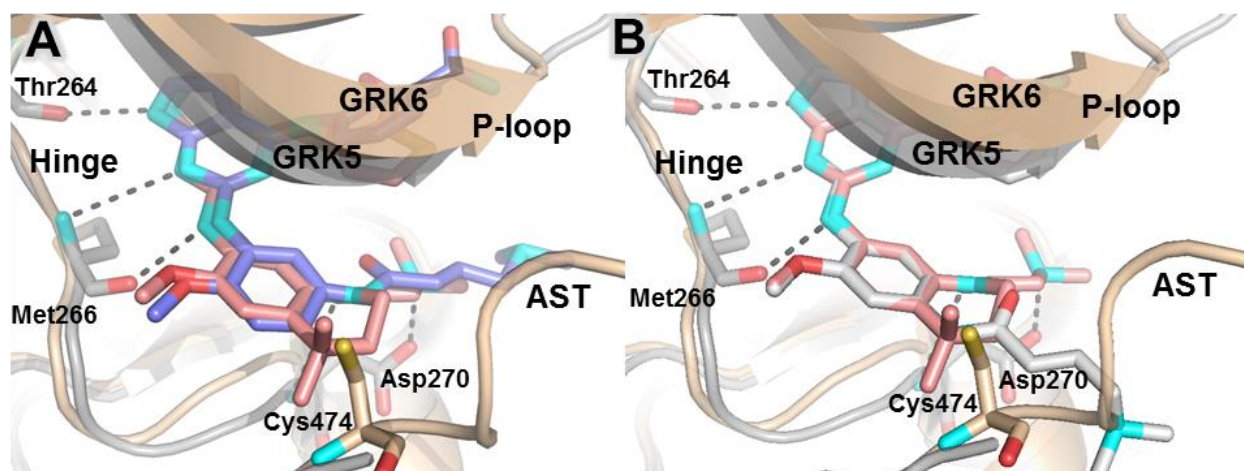 A
Thr264
GRK6
P-loop
Hinge
GRK5
Met266
AST
Asp270
Cys474
B
Thr264
GRK6
P-loop
Hinge
GRK5
Met266
AST
Asp270
Cys474